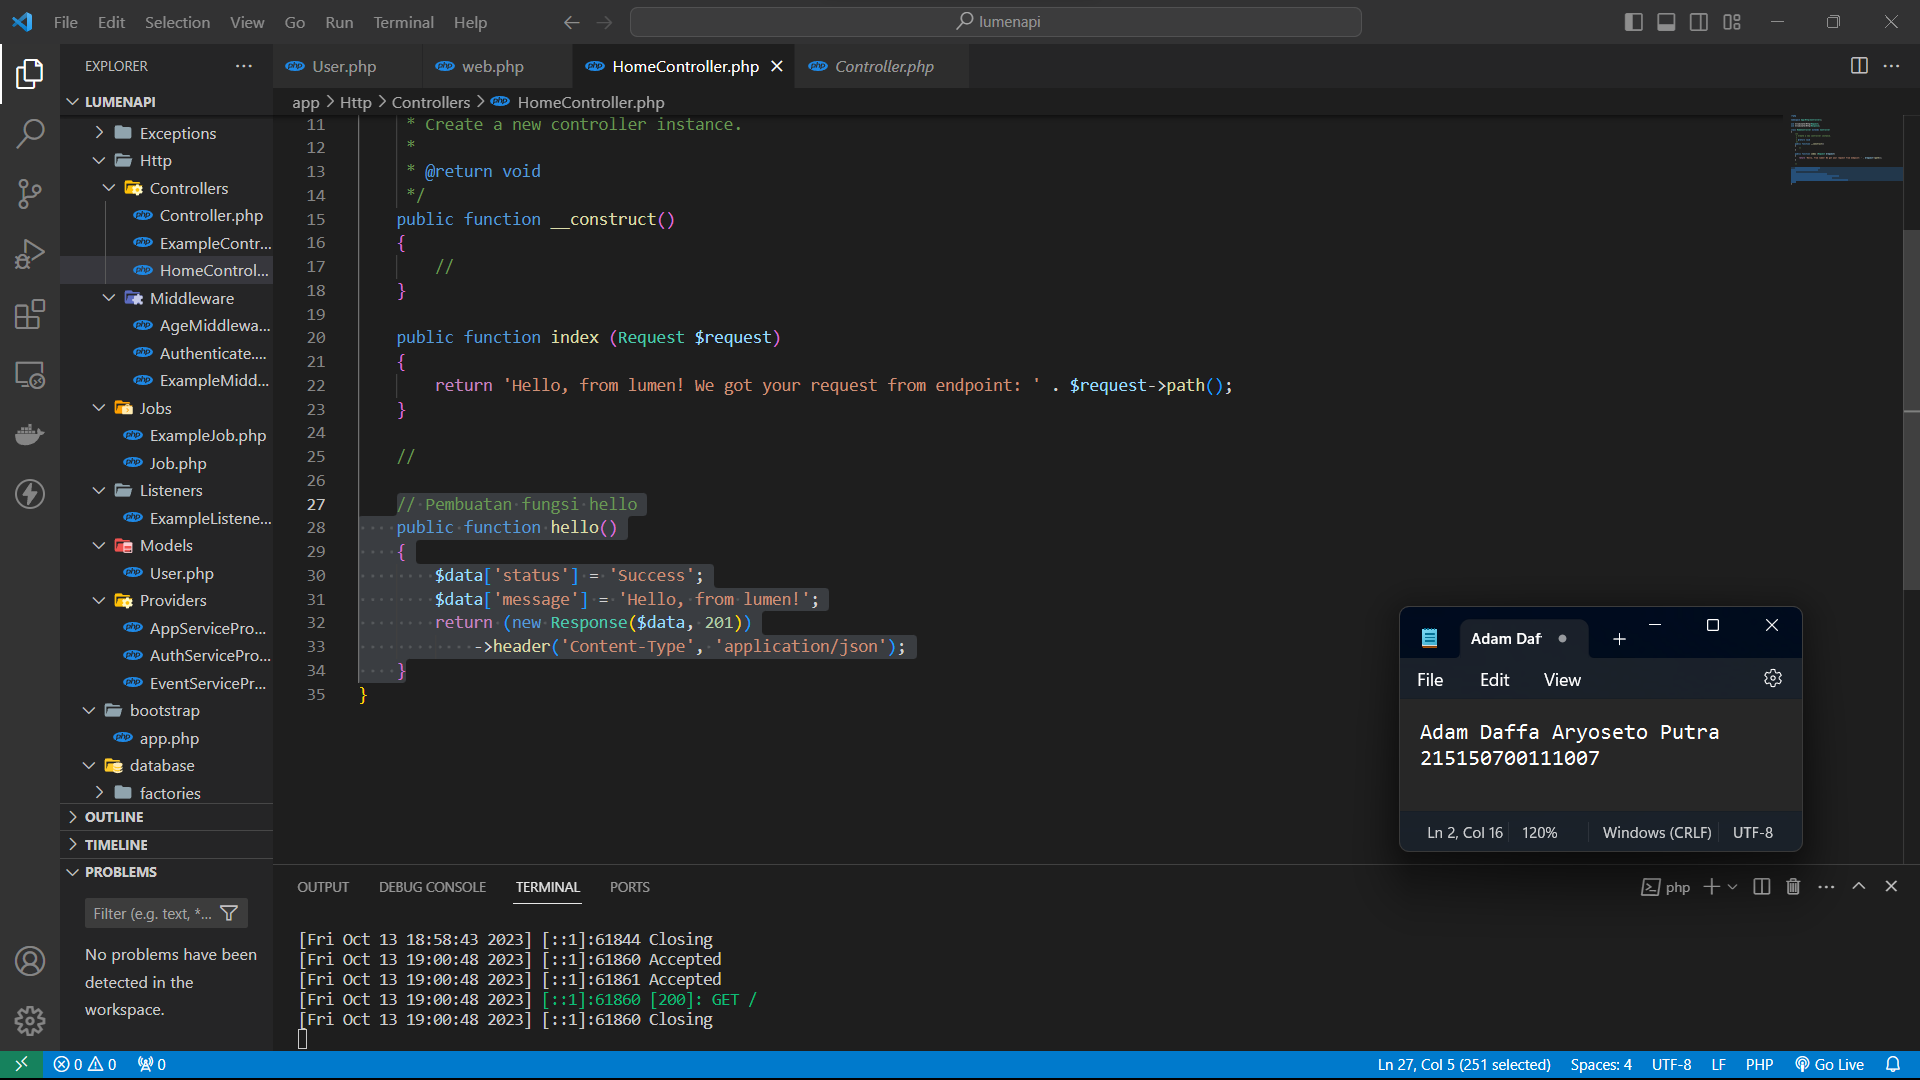 File Edit Selection View Go Run Terminal Help
lumenapi
EXPLORER
LUMENAPI
Exceptions
Http
Controllers
Controller.php
ExampleContr...
HomeControl...
Middleware
AgeMiddlewa...
Authenticate....
ExampleMidd...
Jobs
ExampleJob.php
Job.php
Listeners
ExampleListene...
Models
User.php
Providers
AppServicePro...
AuthServicePro...
EventServicePr...
bootstrap
app.php
database
factories
OUTLINE
TIMELINE
PROBLEMS
Filter (e.g. text, *...
No problems have been
detected in the
workspace.
User.php
web.php
HomeController.php
Controller.php
app > Http > Controllers > HomeController.php
11 * Create a new controller instance.
12 *
13 * @return void
14 */
15 public function __construct()
16 {
17 //
18 }
19
20 public function index (Request $request)
21 {
22 return 'Hello, from lumen! We got your request from endpoint: ' . $request->path();
23 }
24
25 //
26
27 // Pembuatan fungsi hello
28 public function hello()
29 {
30 $data['status'] = 'Success';
31 $data['message'] = 'Hello, from lumen!';
32 return (new Response($data, 201))
33 ->header('Content-Type', 'application/json');
34 }
35 }
Adam Daf
File Edit View
Adam Daffa Aryoseto Putra
215150700111007
Ln 2, Col 16 120% Windows (CRLF) UTF-8
OUTPUT DEBUG CONSOLE TERMINAL PORTS
php
[Fri Oct 13 18:58:43 2023] [::1]:61844 Closing
[Fri Oct 13 19:00:48 2023] [::1]:61860 Accepted
[Fri Oct 13 19:00:48 2023] [::1]:61861 Accepted
[Fri Oct 13 19:00:48 2023] [::1]:61860 [200]: GET /
[Fri Oct 13 19:00:48 2023] [::1]:61860 Closing
0 0 0
Ln 27, Col 5 (251 selected) Spaces: 4 UTF-8 LF PHP Go Live